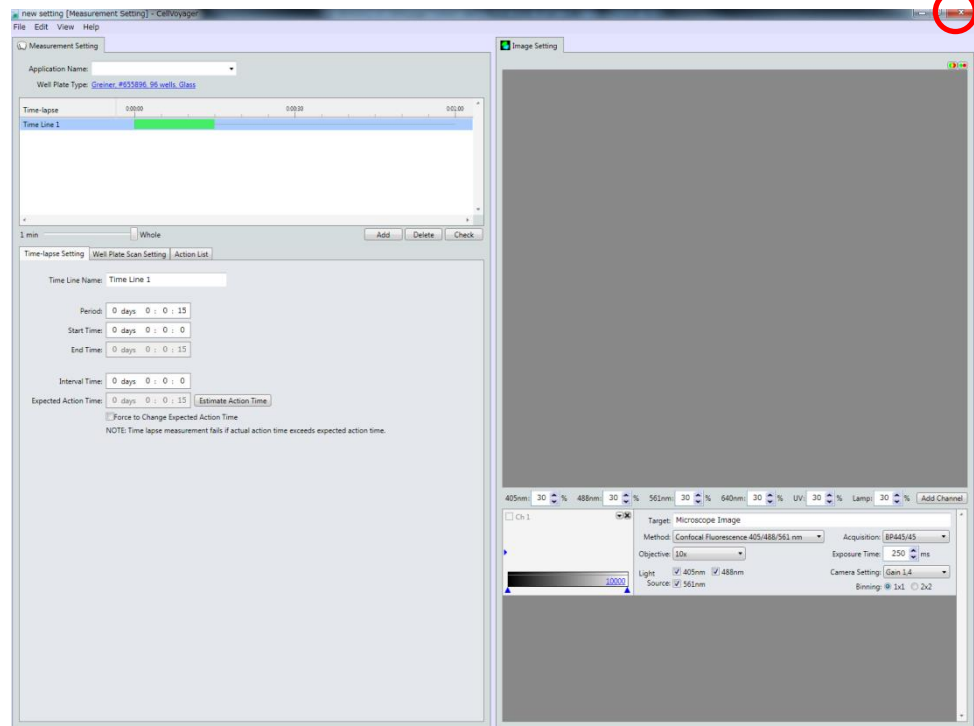 new setting [Measurement Setting] - CellVoyager
File Edit View Help
Measurement Setting
Application Name:
Well Plate Type: Greiner, #655896, 96 wells, Glass
Time-lapse 0:00:00 0:00:30 0:01:00
Time Line 1
1 min Whole Add Delete Check
Time-lapse Setting Well Plate Scan Setting Action List
Time Line Name: Time Line 1
Period: 0 days 0 : 0 : 15
Start Time: 0 days 0 : 0 : 0
End Time: 0 days 0 : 0 : 15
Interval Time: 0 days 0 : 0 : 0
Expected Action Time: 0 days 0 : 0 : 15 Estimate Action Time
Force to Change Expected Action Time
NOTE: Time lapse measurement fails if actual action time exceeds expected action time.
Image Setting
405nm: 30 % 488nm: 30 % 561nm: 30 % 640nm: 30 % UV: 30 % Lamp: 30 % Add Channel
Ch 1
10000
Target: Microscope Image
Method: Confocal Fluorescence 405/488/561 nm Acquisition: BP445/45
Objective: 10x Exposure Time: 250 ms
Light Source: 405nm 488nm 561nm Camera Setting: Gain 1,4
Binning: 1x1 2x2